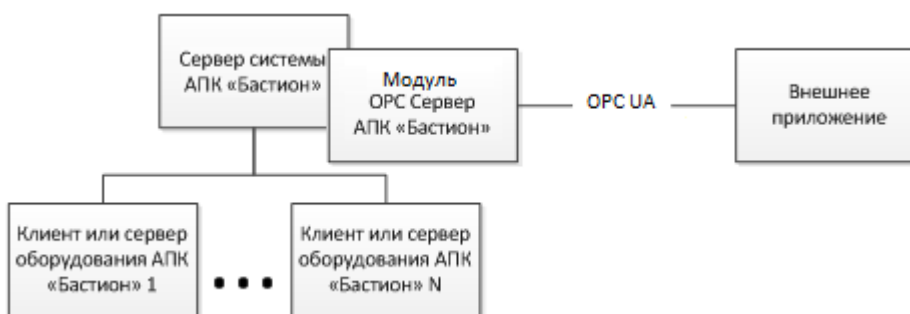 Сервер системы
АПК «Бастион»
Модуль
OPC Сервер
АПК «Бастион»
OPC UA
Внешнее
приложение
Клиент или сервер
оборудования АПК
«Бастион» 1
Клиент или сервер
оборудования АПК
«Бастион» N